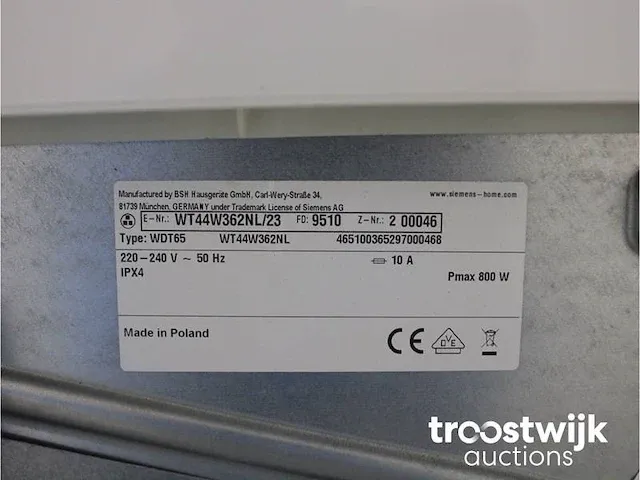 Manufactured by BSH Hausgeräte GmbH, Carl-Wery-Straße 34,
81739 München, GERMANY under Trademark License of Siemens AG
www.siemens-home.com
E-Nr.: WT44W362NL/23 FD: 9510 Z-Nr.: 2 00046
Type: WDT65 WT44W362NL 465100365297000468
220-240 V ~ 50 Hz 10 A
IPX4 Pmax 800 W
Made in Poland CE OVE
troostwijk
auctions